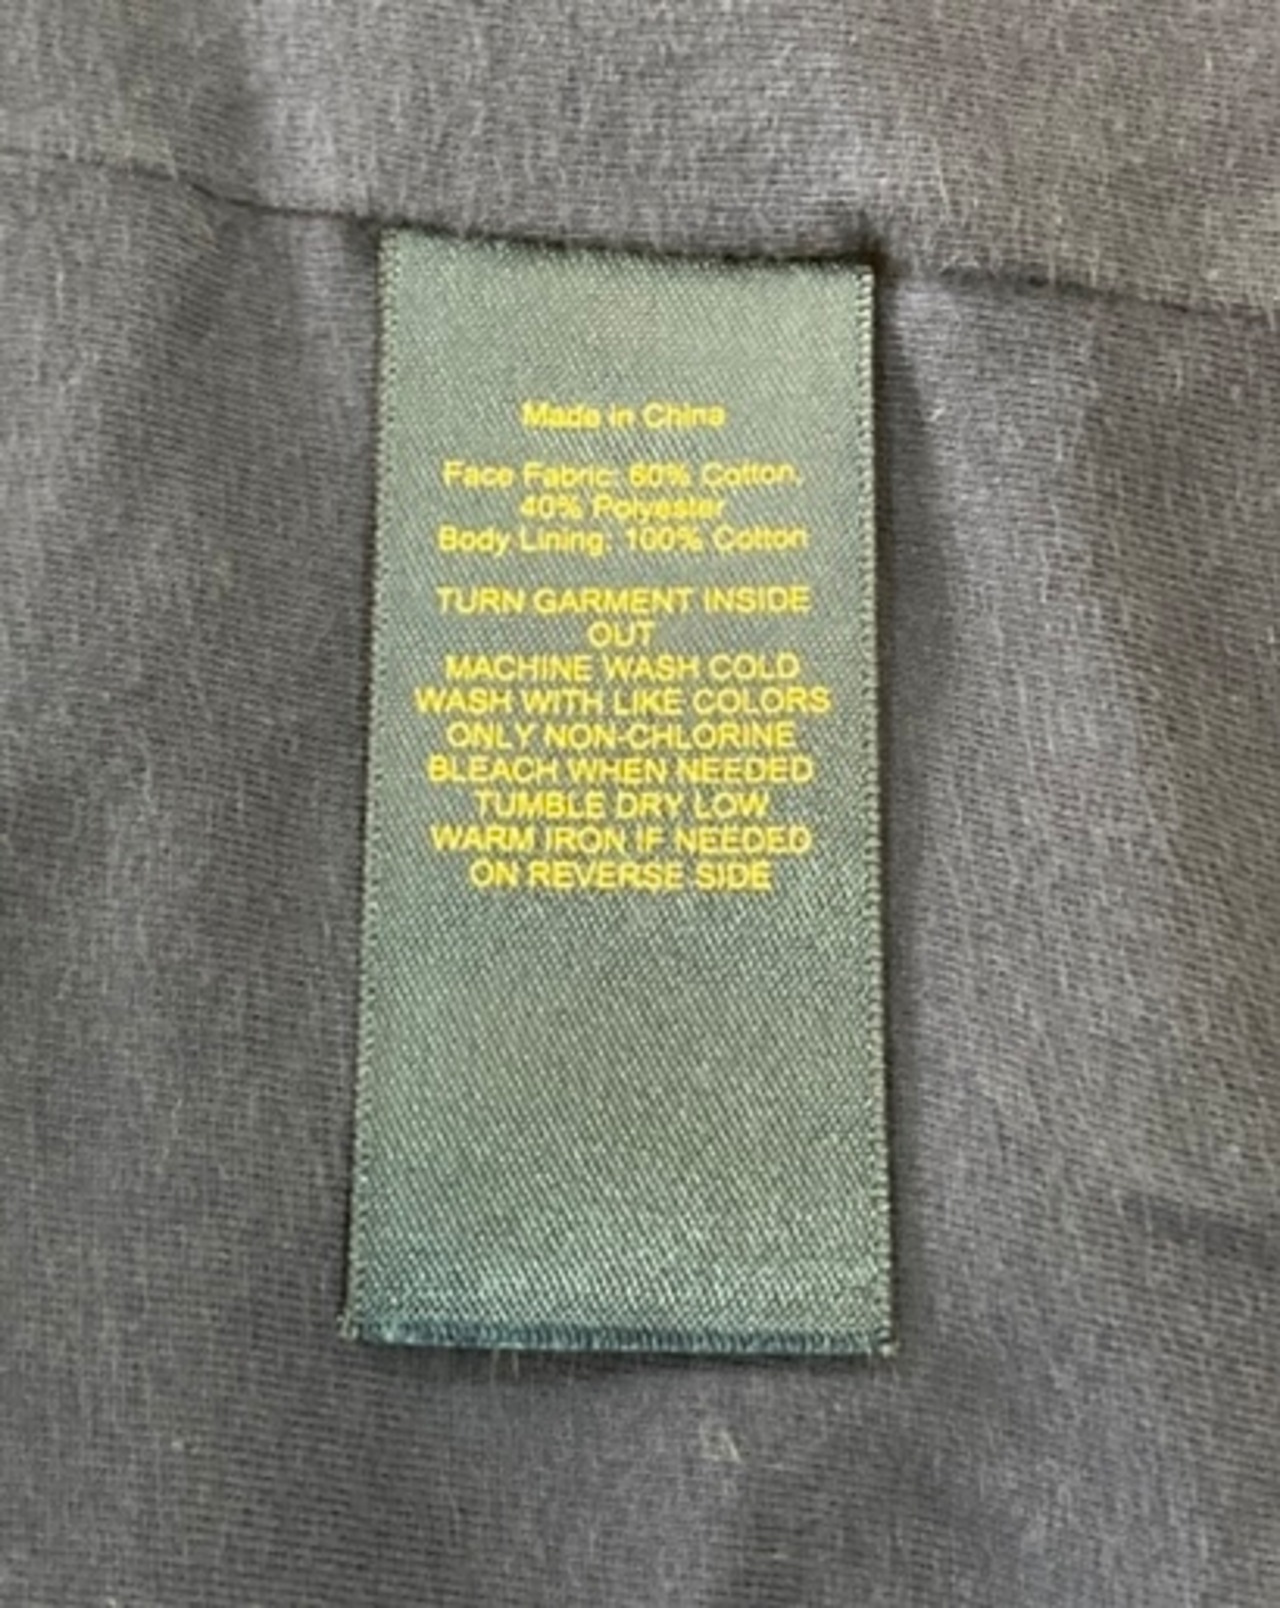 Made in China
Face Fabric: 60% Cotton,
40% Polyester
Body Lining: 100% Cotton
TURN GARMENT INSIDE
OUT
MACHINE WASH COLD
WASH WITH LIKE COLORS
ONLY NON-CHLORINE
BLEACH WHEN NEEDED
TUMBLE DRY LOW
WARM IRON IF NEEDED
ON REVERSE SIDE